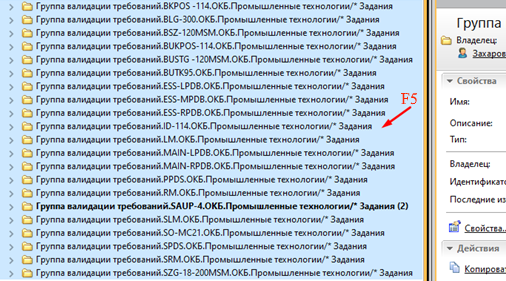 Группа валидации требований.BKPOS -114.ОКБ.Промышленные технологии/* Задания
Группа валидации требований.BLG-300.ОКБ.Промышленные технологии/* Задания
Группа валидации требований.BSZ-120MSM.ОКБ.Промышленные технологии/* Задания
Группа валидации требований.BUKPOS-114.ОКБ.Промышленные технологии/* Задания
Группа валидации требований.BUSTG -120MSM.ОКБ.Промышленные технологии/* Задания
Группа валидации требований.BUTK95.ОКБ.Промышленные технологии/* Задания
Группа валидации требований.ESS-LPDB.ОКБ.Промышленные технологии/* Задания
Группа валидации требований.ESS-MPDB.ОКБ.Промышленные технологии/* Задания
Группа валидации требований.ESS-RPDB.ОКБ.Промышленные технологии/* Задания
Группа валидации требований.ID-114.ОКБ.Промышленные технологии/* Задания
Группа валидации требований.LM.ОКБ.Промышленные технологии/* Задания
Группа валидации требований.MAIN-LPDB.ОКБ.Промышленные технологии/* Задания
Группа валидации требований.MAIN-RPDB.ОКБ.Промышленные технологии/* Задания
Группа валидации требований.PPDS.ОКБ.Промышленные технологии/* Задания
Группа валидации требований.RM.ОКБ.Промышленные технологии/* Задания
Группа валидации требований.SAUP-4.ОКБ.Промышленные технологии/* Задания (2)
Группа валидации требований.SLM.ОКБ.Промышленные технологии/* Задания
Группа валидации требований.SO-MC21.ОКБ.Промышленные технологии/* Задания
Группа валидации требований.SPDS.ОКБ.Промышленные технологии/* Задания
Группа валидации требований.SRM.ОКБ.Промышленные технологии/* Задания
Группа валидации требований.SZG-18-200MSM.ОКБ.Промышленные технологии/* Задания
F5
Группа
Владелец:
Захаров
Свойства
Имя:
Описание:
Тип:
Владелец:
Идентификато
Последние из
Свойства..
Действия
Копироват